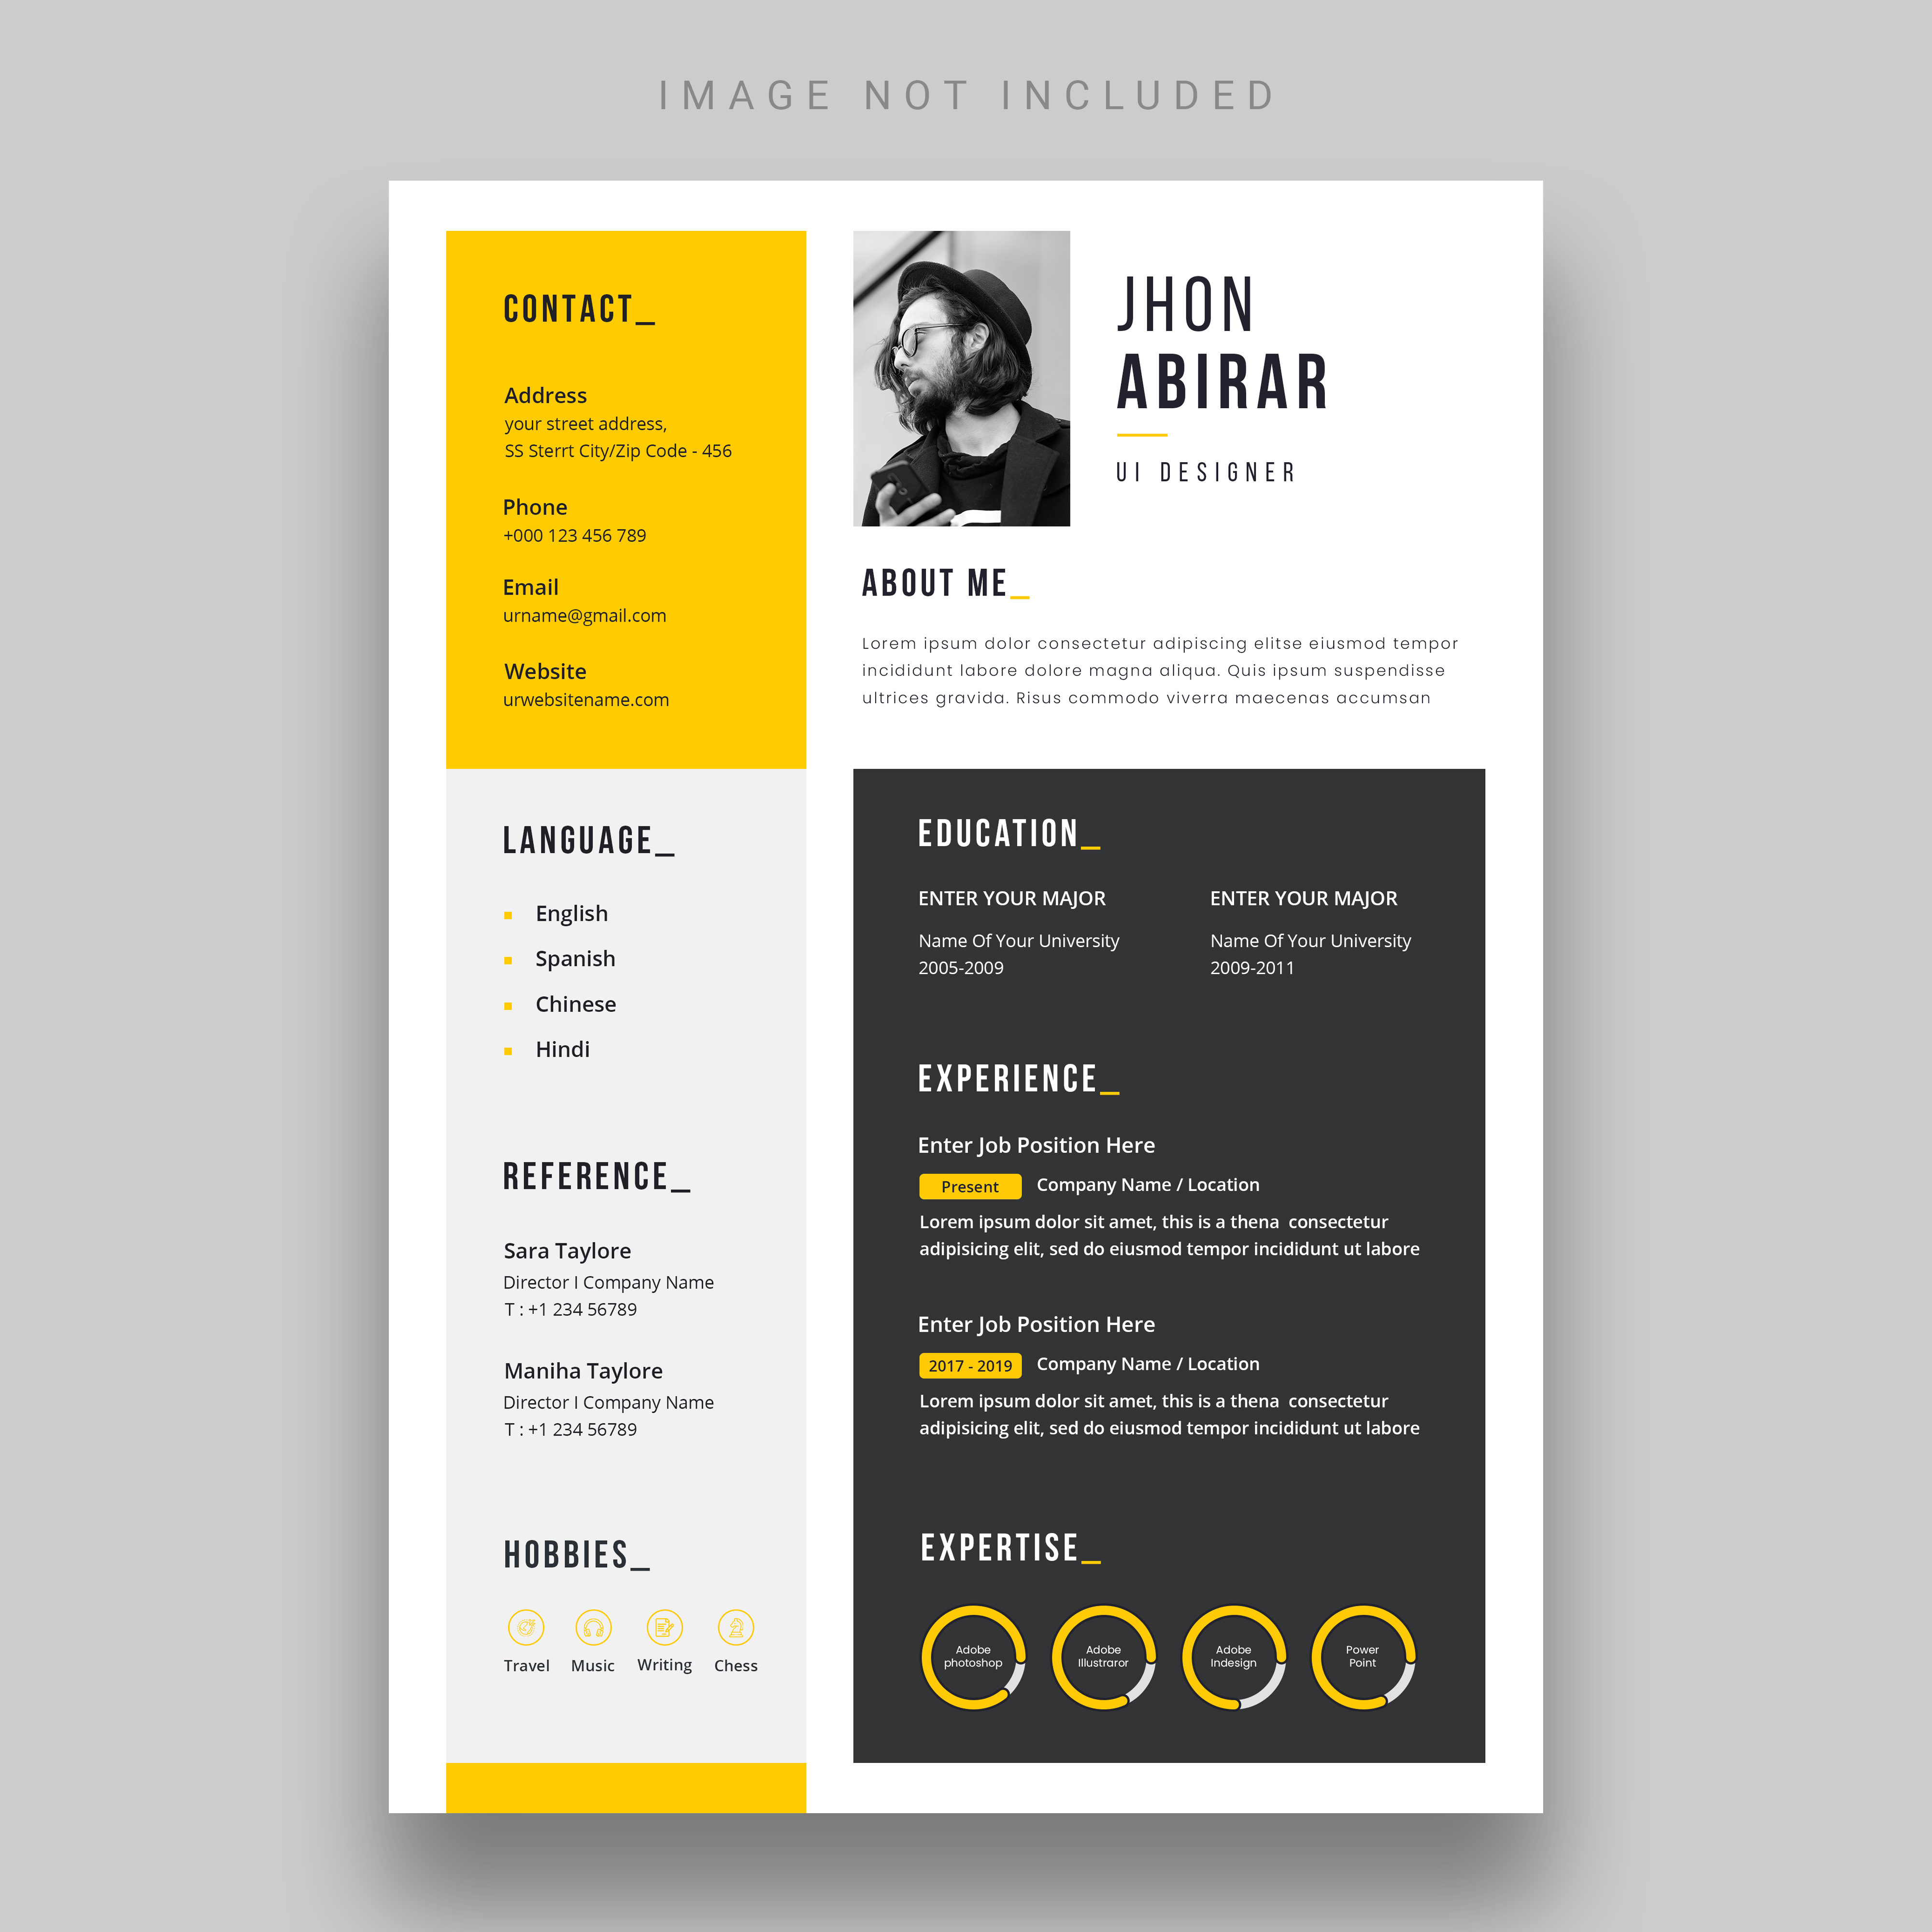 IMAGE NOT INCLUDED
CONTACT_
Address
your street address,
SS Sterrt City/Zip Code - 456
Phone
+000 123 456 789
Email
urname@gmail.com
Website
urwebsitename.com
LANGUAGE_
English
Spanish
Chinese
Hindi
REFERENCE_
Sara Taylore
Director I Company Name
T : +1 234 56789
Maniha Taylore
Director I Company Name
T : +1 234 56789
HOBBIES_
Travel Music Writing Chess
JHON
ABIRAR
UI DESIGNER
ABOUT ME_
Lorem ipsum dolor consectetur adipiscing elitse eiusmod tempor
incididunt labore dolore magna aliqua. Quis ipsum suspendisse
ultrices gravida. Risus commodo viverra maecenas accumsan
EDUCATION_
ENTER YOUR MAJOR
Name Of Your University
2005-2009
ENTER YOUR MAJOR
Name Of Your University
2009-2011
EXPERIENCE_
Enter Job Position Here
Present Company Name / Location
Lorem ipsum dolor sit amet, this is a thena  consectetur
adipisicing elit, sed do eiusmod tempor incididunt ut labore
Enter Job Position Here
2017 - 2019 Company Name / Location
Lorem ipsum dolor sit amet, this is a thena  consectetur
adipisicing elit, sed do eiusmod tempor incididunt ut labore
EXPERTISE_
Adobe
photoshop
Adobe
Illustraror
Adobe
Indesign
Power
Point